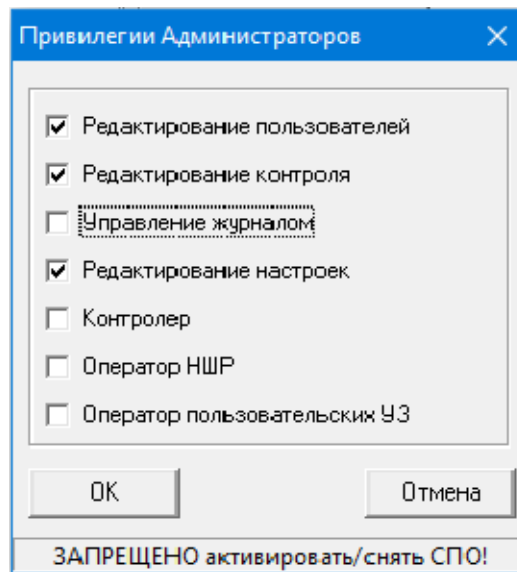 Привилегии Администраторов
Редактирование пользователей
Редактирование контроля
Управление журналом
Редактирование настроек
Контролер
Оператор НШР
Оператор пользовательских УЗ
OK
Отмена
ЗАПРЕЩЕНО активировать/снять СПО!